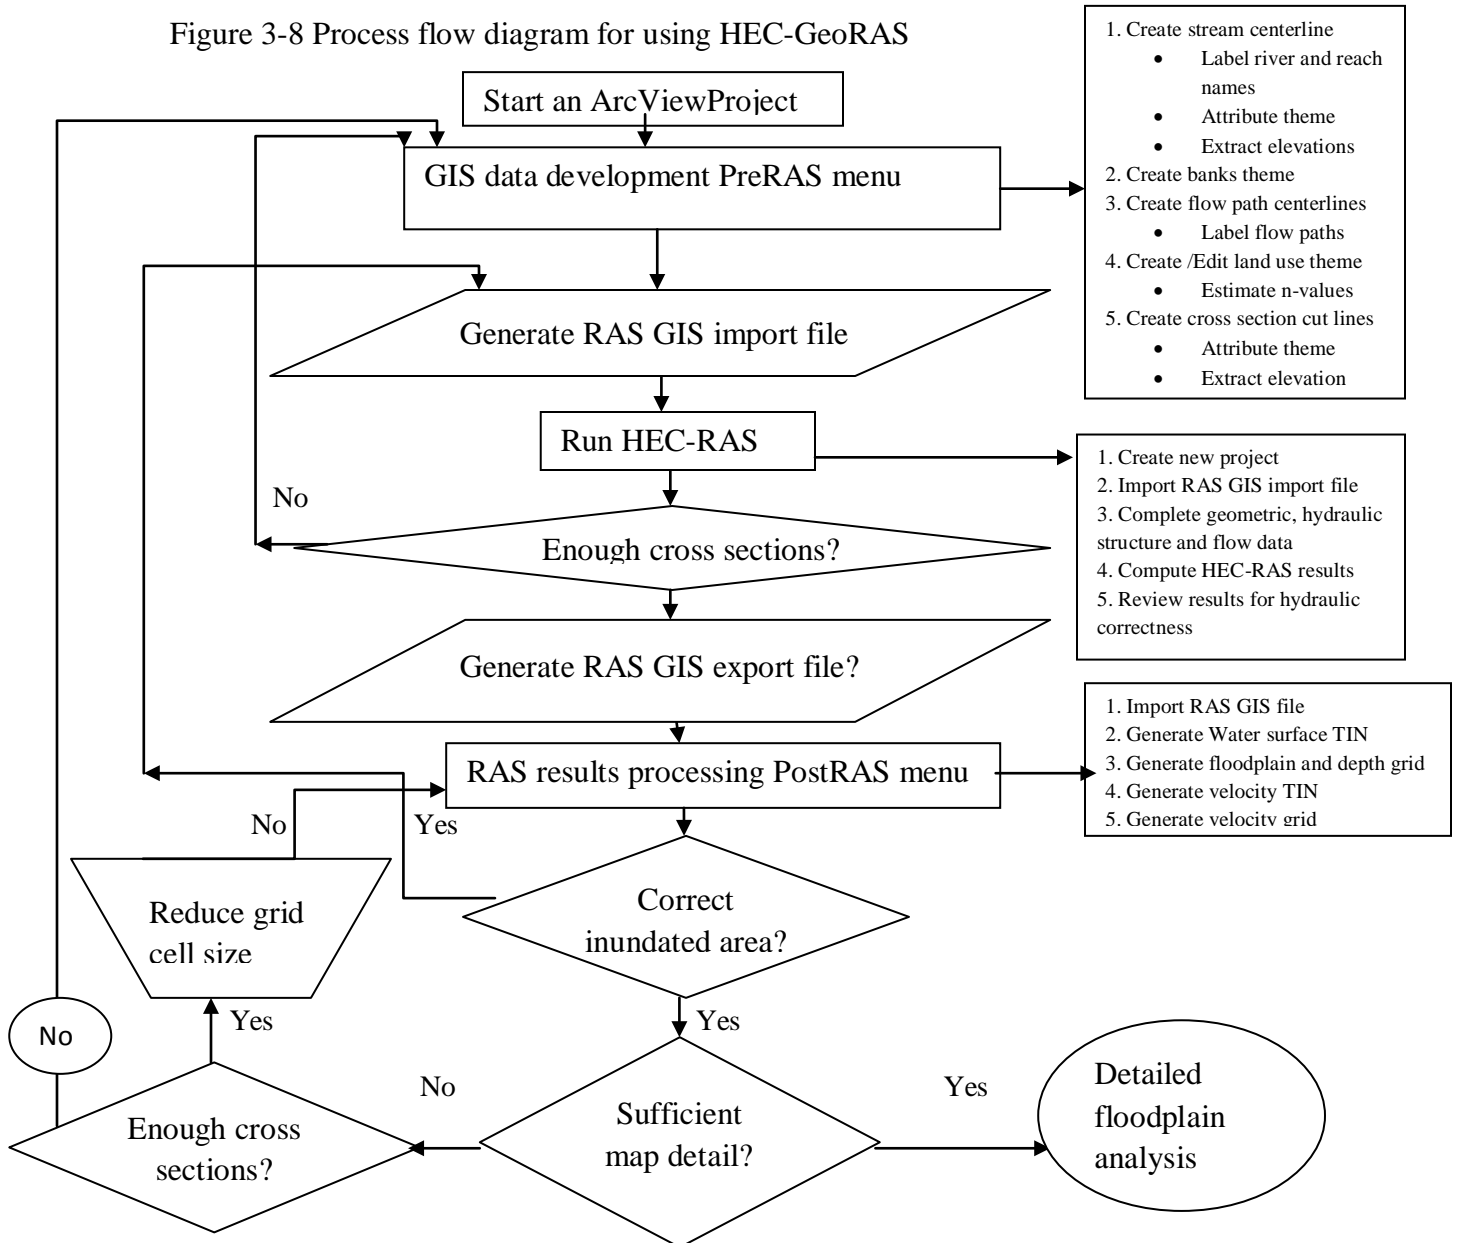 Figure 3-8 Process flow diagram for using HEC-GeoRAS
Start an ArcViewProject
GIS data development PreRAS menu
1. Create stream centerline
• Label river and reach
names
• Attribute theme
• Extract elevations
2. Create banks theme
3. Create flow path centerlines
• Label flow paths
4. Create /Edit land use theme
• Estimate n-values
5. Create cross section cut lines
• Attribute theme
• Extract elevation
Generate RAS GIS import file
Run HEC-RAS
1. Create new project
2. Import RAS GIS import file
3. Complete geometric, hydraulic
structure and flow data
4. Compute HEC-RAS results
5. Review results for hydraulic
correctness
No
Enough cross sections?
Generate RAS GIS export file?
RAS results processing PostRAS menu
1. Import RAS GIS file
2. Generate Water surface TIN
3. Generate floodplain and depth grid
4. Generate velocity TIN
5. Generate velocity grid
No
Yes
Reduce grid
cell size
Correct
inundated area?
No
Yes
Yes
Enough cross
sections?
No
Sufficient
map detail?
Yes
Detailed
floodplain
analysis